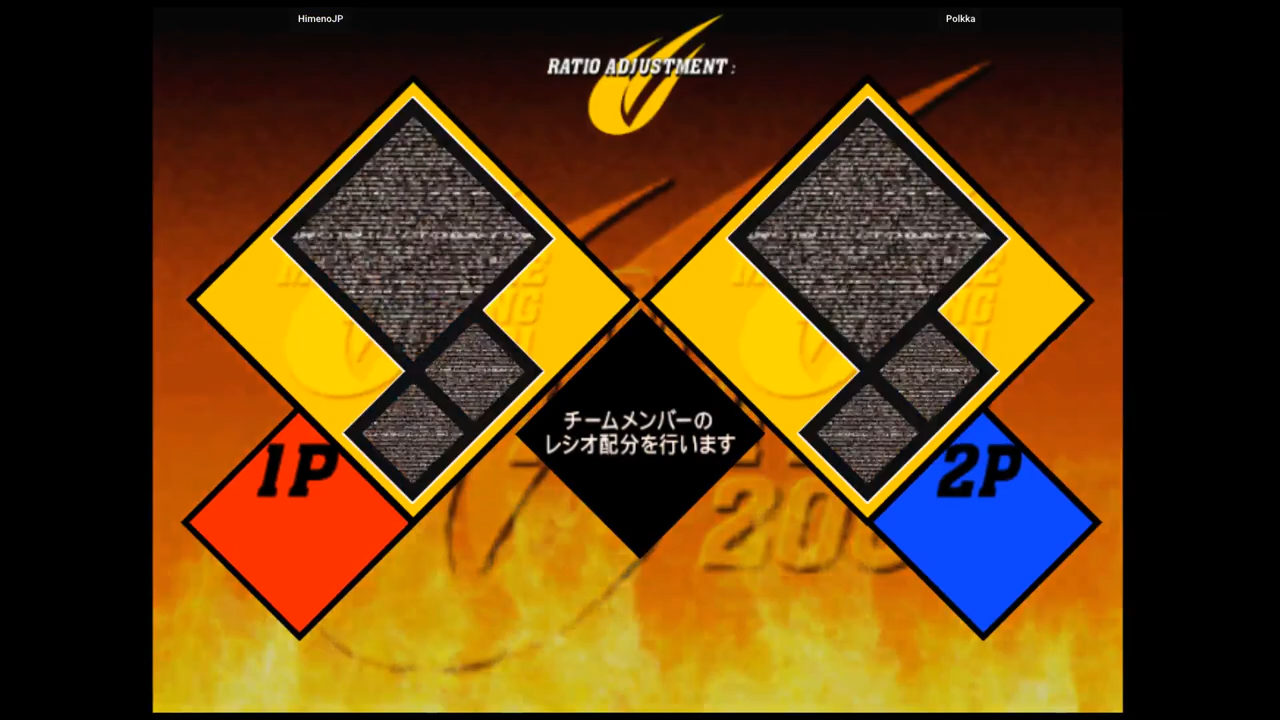 HimenoJP
Polkka
RATIO ADJUSTMENT :
チームメンバーの
レシオ配分を行います
1P
2P